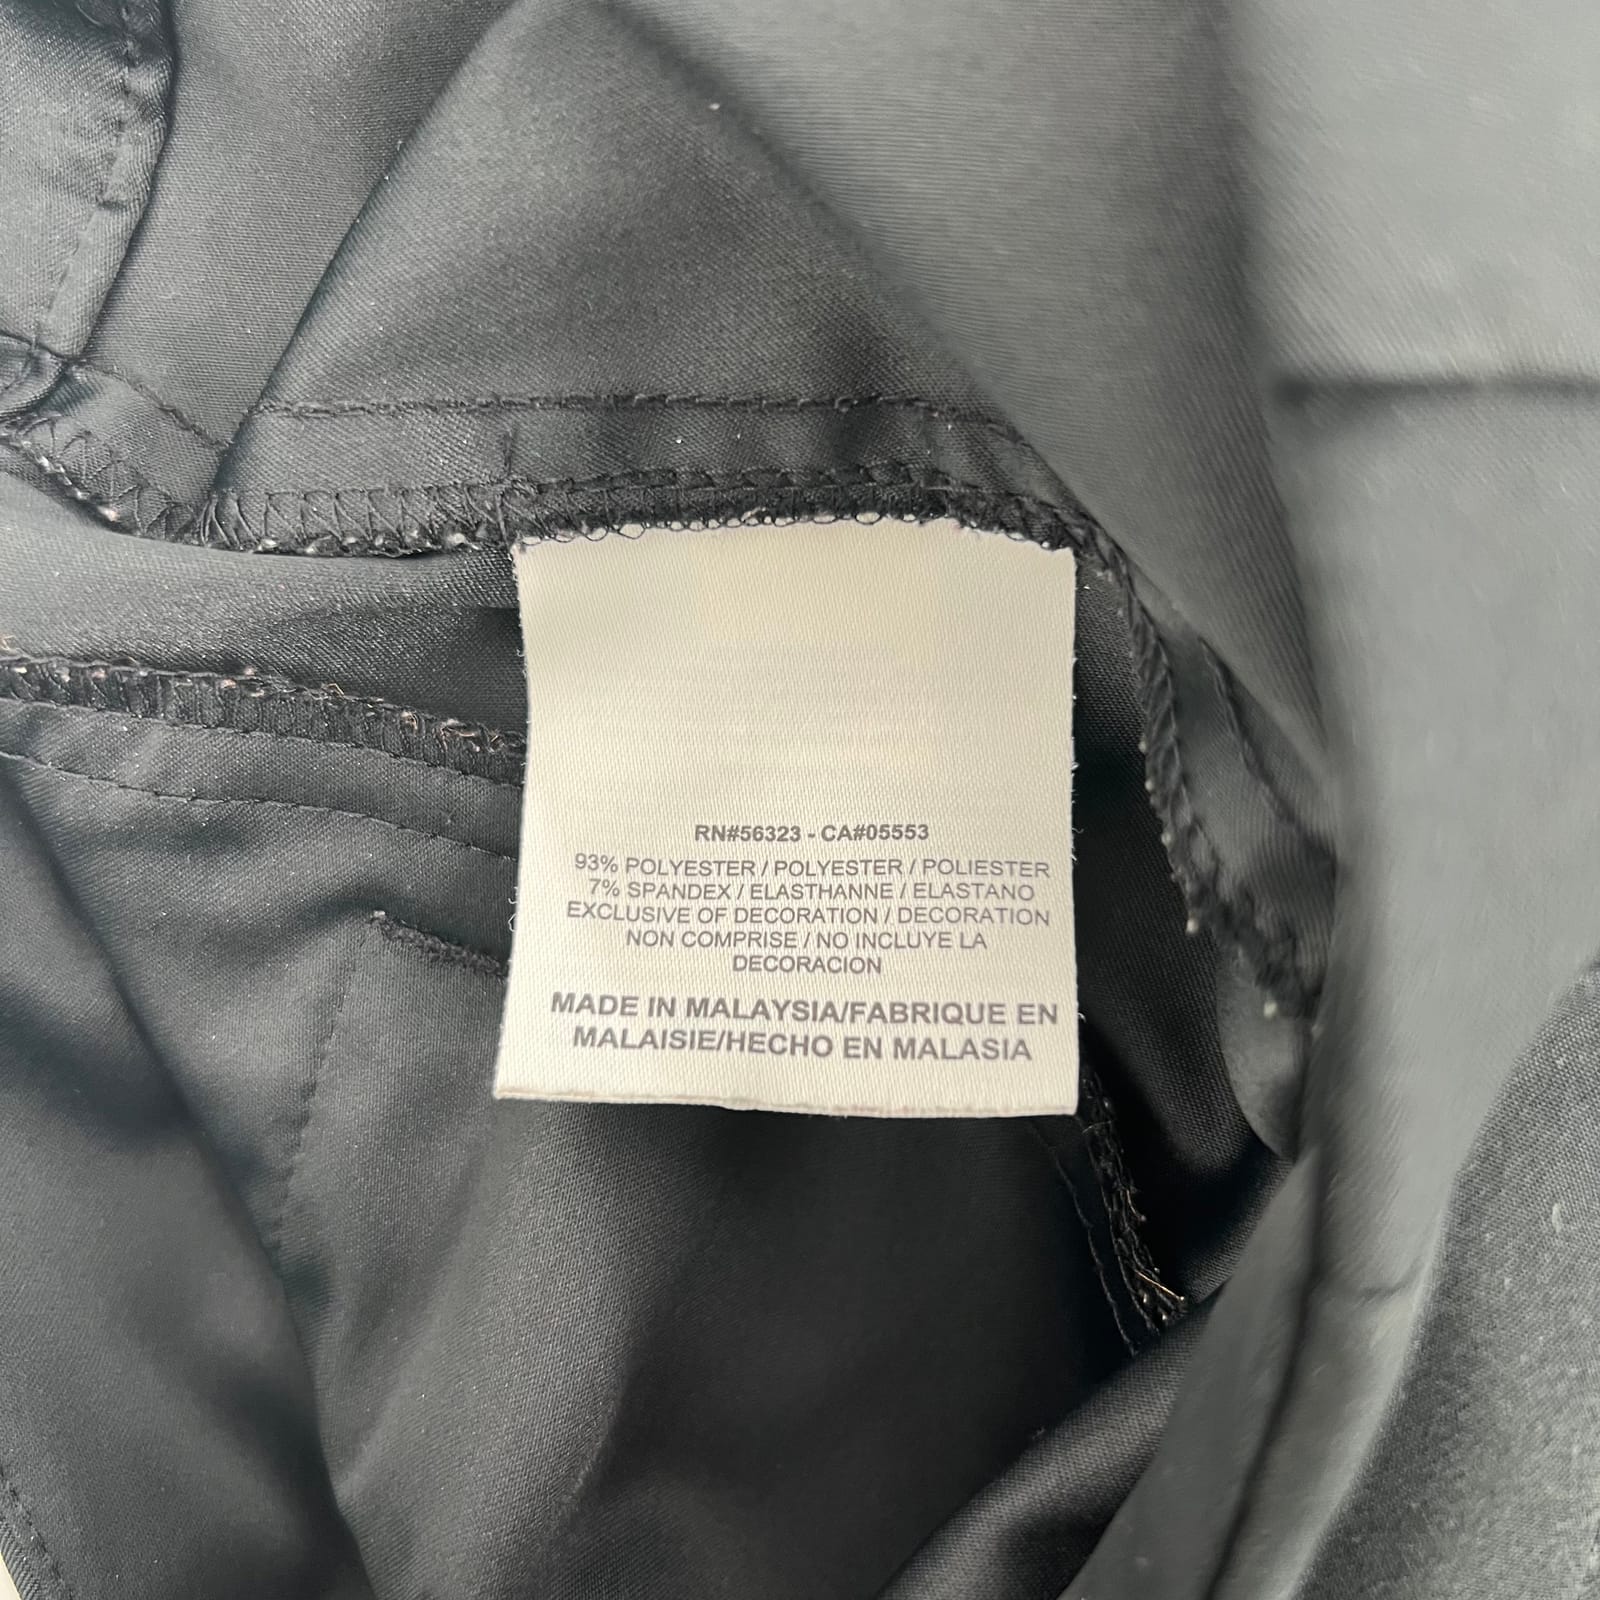 RN#56323 - CA#05553
93% POLYESTER / POLYESTER / POLIESTER
7% SPANDEX / ELASTHANNE / ELASTANO
EXCLUSIVE OF DECORATION / DECORATION
NON COMPRISE / NO INCLUYE LA
DECORACION
MADE IN MALAYSIA/FABRIQUE EN
MALAISIE/HECHO EN MALASIA